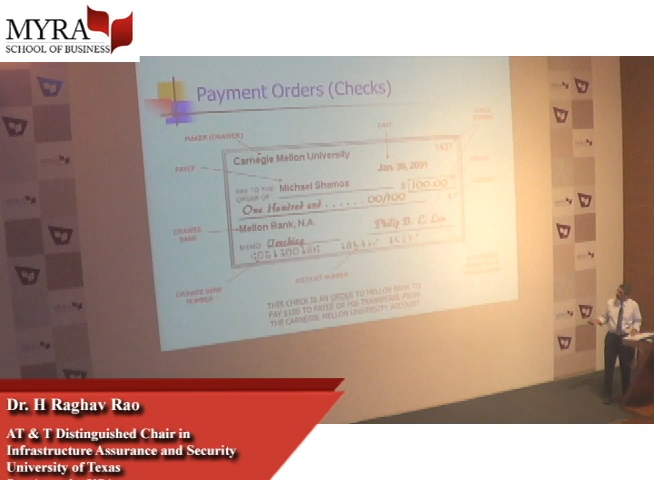 MYRA
SCHOOL OF BUSINESS
Payment Orders (Checks)
MAKER (DRAWER)
DATE
PAYEE
Carnegie Mellon University
Jan. 30, 2001
PAY TO THE
ORDER OF
Michael Shamos
$ 100.00
One Hundred and . . . . . . 00/100
DRAWEE
BANK
Mellon Bank, N.A.
MEMO Teaching
DRAWEE BANK
NUMBER
ACCOUNT NUMBER
THIS CHECK IS AN ORDER TO MELLON BANK TO
PAY $100 TO PAYEE OR HIS TRANSFEREE FROM
THE CARNEGIE MELLON UNIVERSITY ACCOUNT
Dr. H Raghav Rao
AT & T Distinguished Chair in
Infrastructure Assurance and Security
University of Texas